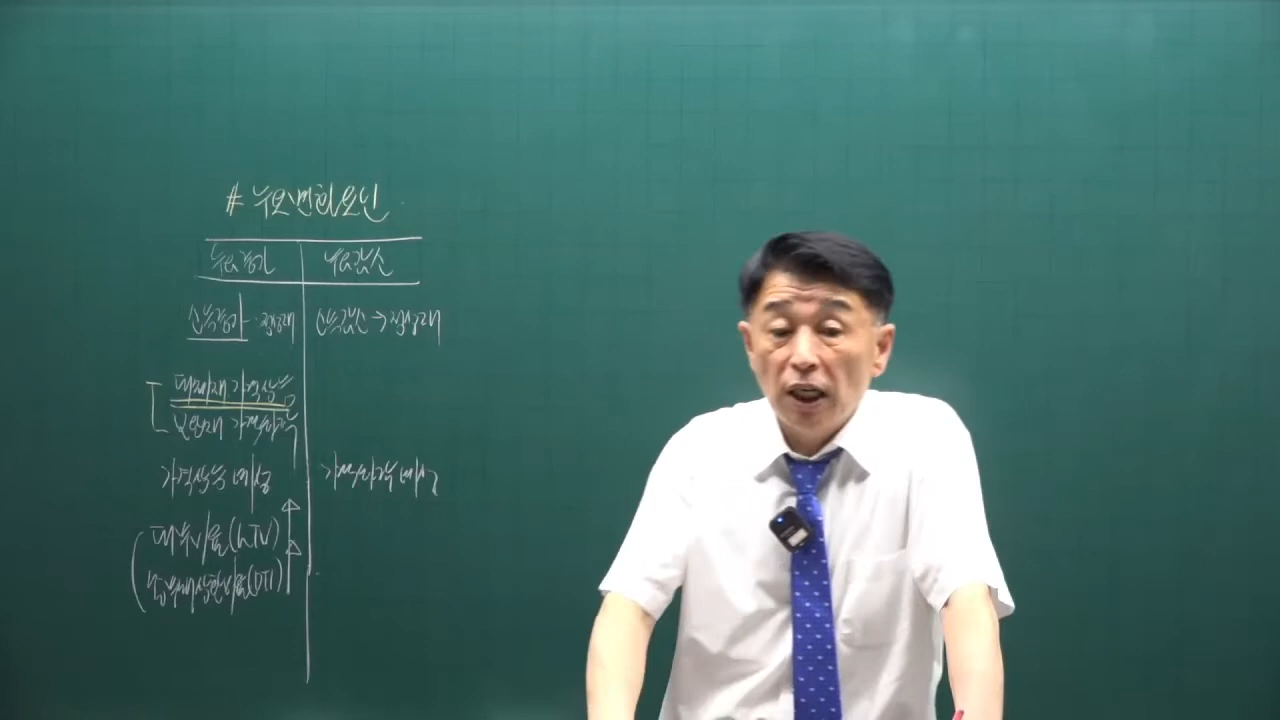 # 수요변화요인
수요증가 수요감소
소득증가 - 정상재 소득감소 → 정상재
대체재 가격상승
보완재 가격하락
가격상승 예상 가격하락 예상
대부비율(LTV) ↑
총부채상환비율(DTI) ↑